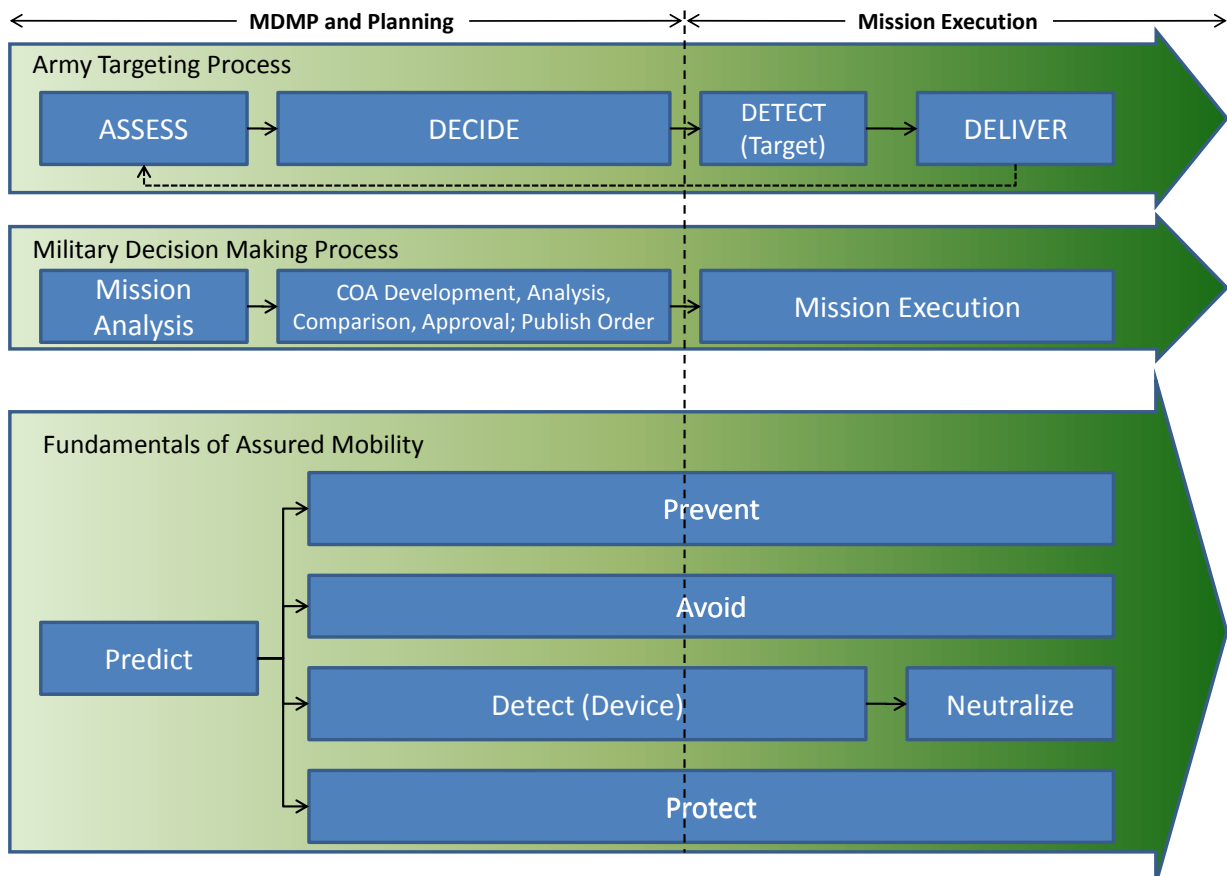 MDMP and Planning
Mission Execution
Army Targeting Process
ASSESS
DECIDE
DETECT
(Target)
DELIVER
Military Decision Making Process
Mission
Analysis
COA Development, Analysis,
Comparison, Approval; Publish Order
Mission Execution
Fundamentals of Assured Mobility
Prevent
Avoid
Predict
Detect (Device)
Neutralize
Protect